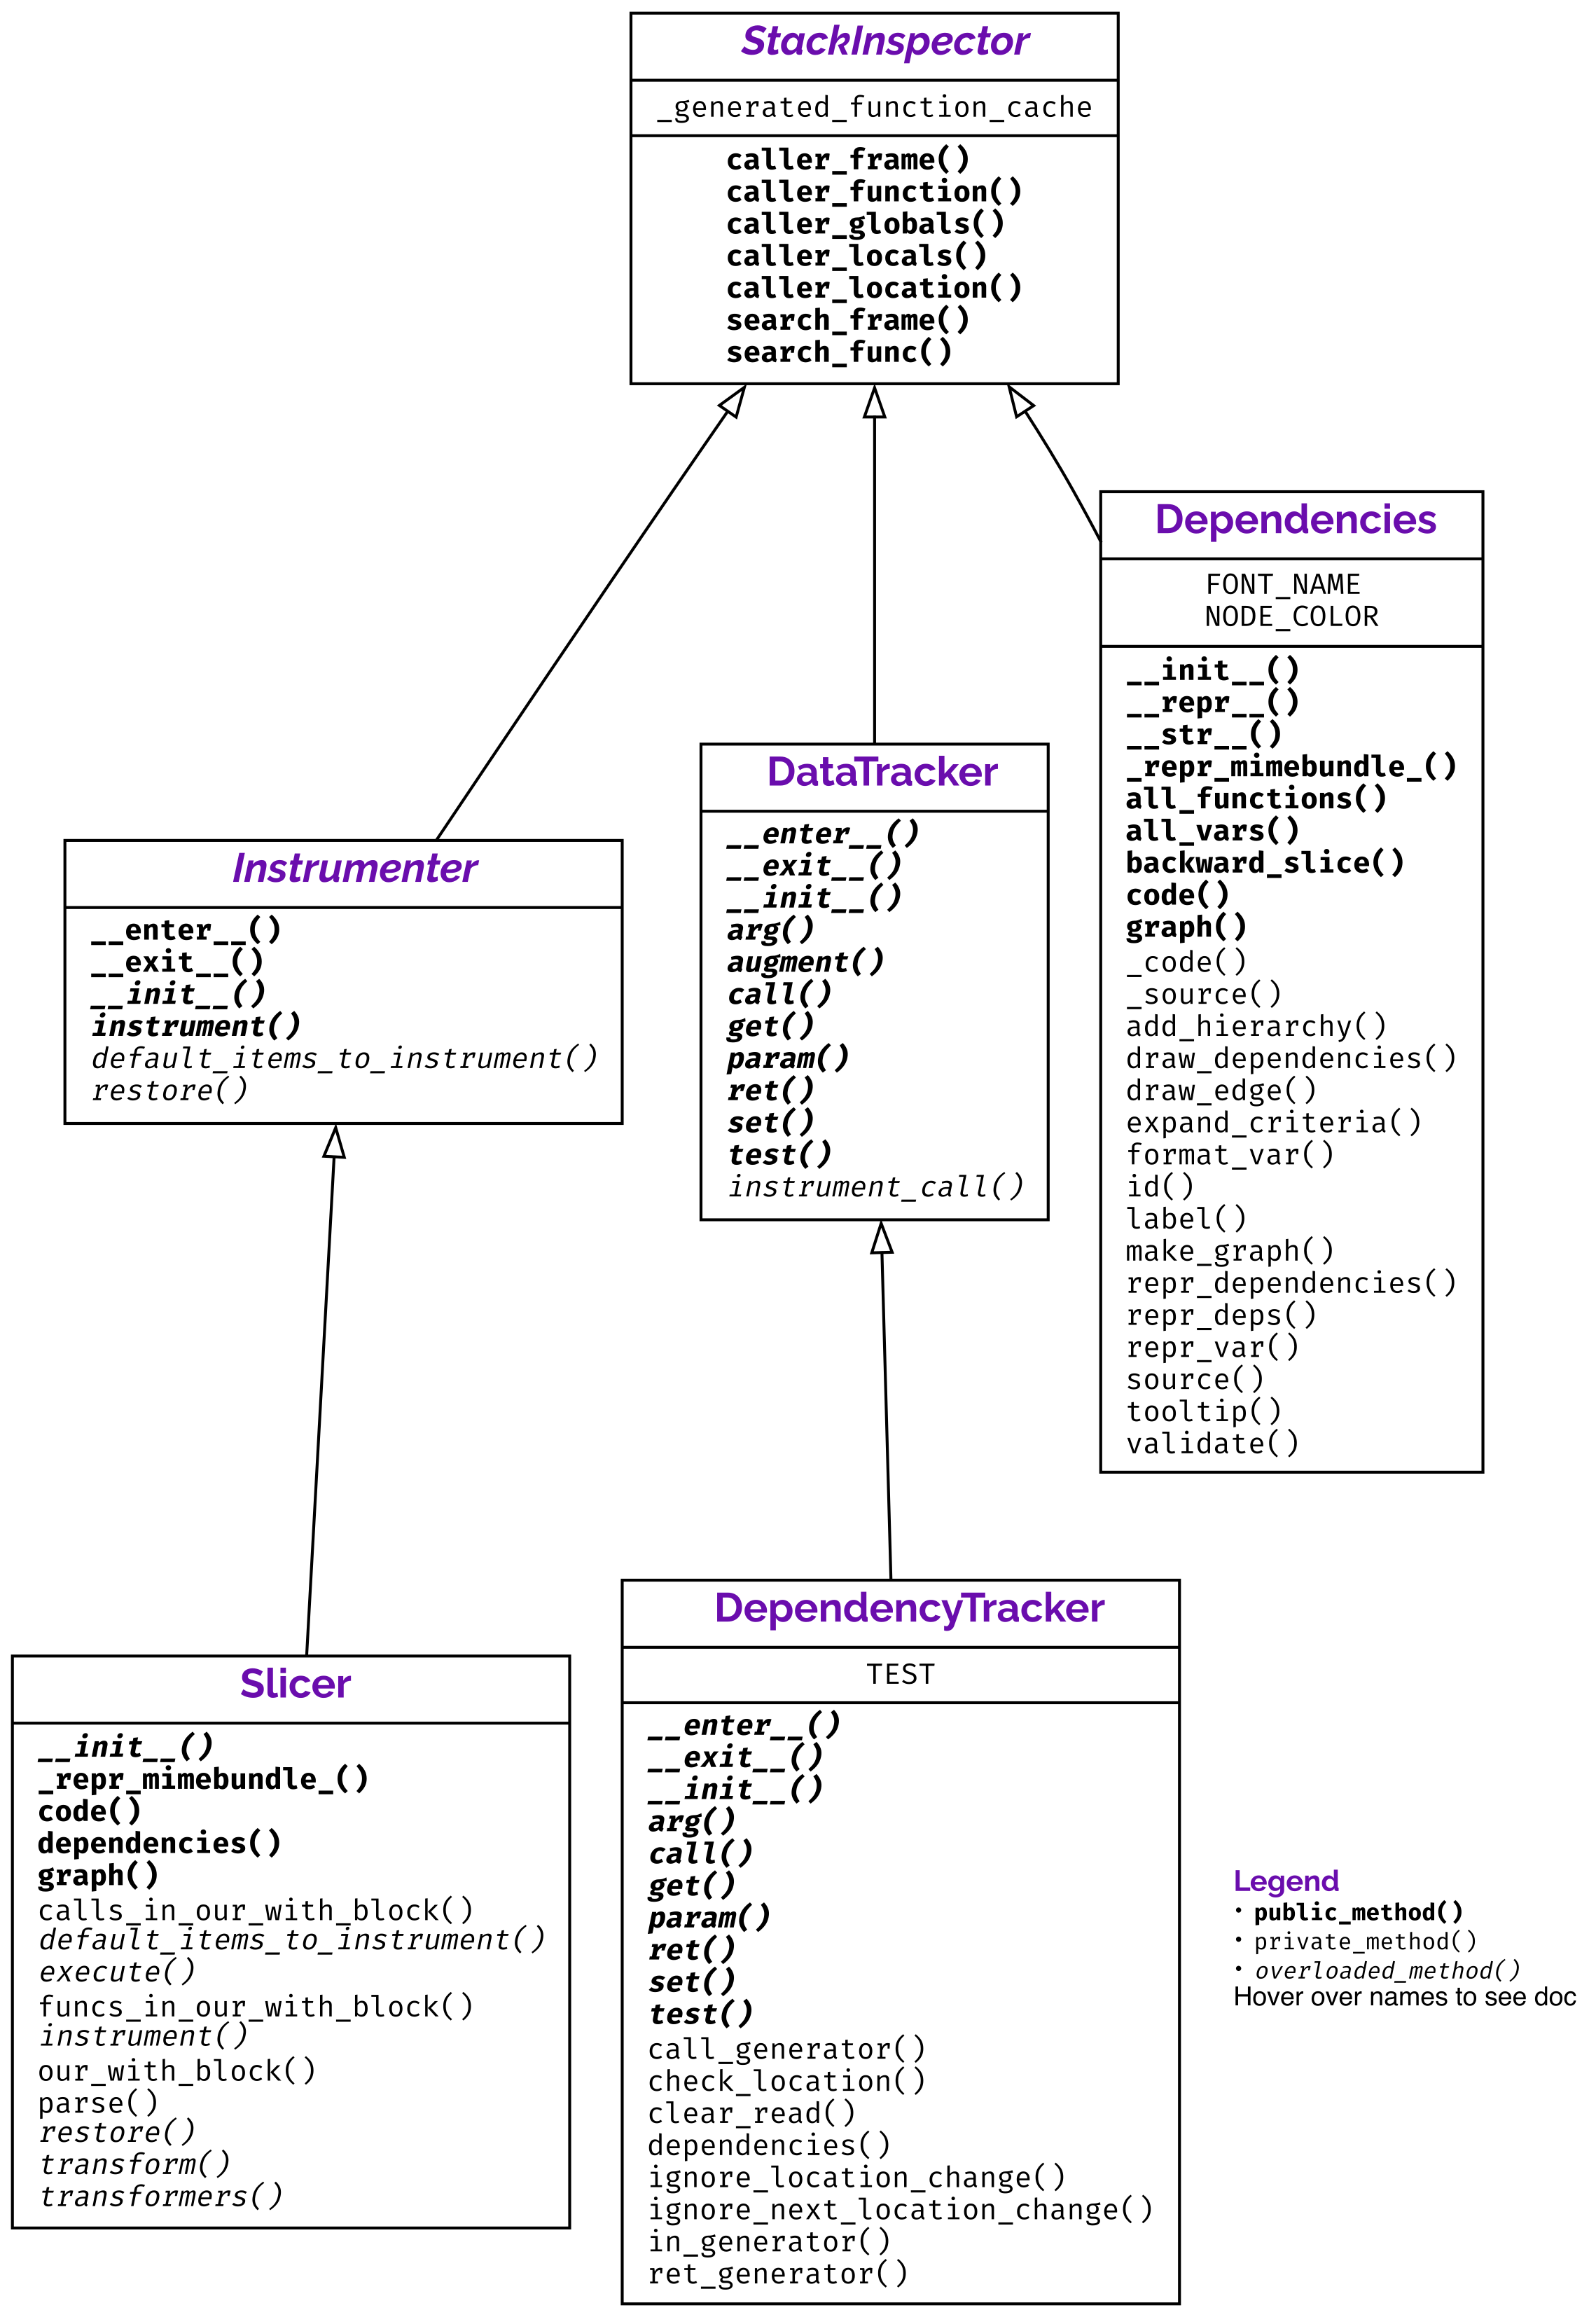 StackInspector
_generated_function_cache
caller_frame()
caller_function()
caller_globals()
caller_locals()
caller_location()
search_frame()
search_func()
Dependencies
FONT_NAME
NODE_COLOR
__init__()
__repr__()
__str__()
_repr_mimebundle_()
all_functions()
all_vars()
backward_slice()
code()
graph()
_code()
_source()
add_hierarchy()
draw_dependencies()
draw_edge()
expand_criteria()
format_var()
id()
label()
make_graph()
repr_dependencies()
repr_deps()
repr_var()
source()
tooltip()
validate()
DataTracker
__enter__()
__exit__()
__init__()
arg()
augment()
call()
get()
param()
ret()
set()
test()
instrument_call()
Instrumenter
__enter__()
__exit__()
__init__()
instrument()
default_items_to_instrument()
restore()
Slicer
__init__()
_repr_mimebundle_()
code()
dependencies()
graph()
calls_in_our_with_block()
default_items_to_instrument()
execute()
funcs_in_our_with_block()
instrument()
our_with_block()
parse()
restore()
transform()
transformers()
DependencyTracker
TEST
__enter__()
__exit__()
__init__()
arg()
call()
get()
param()
ret()
set()
test()
call_generator()
check_location()
clear_read()
dependencies()
ignore_location_change()
ignore_next_location_change()
in_generator()
ret_generator()
Legend
• public_method()
• private_method()
• overloaded_method()
Hover over names to see doc